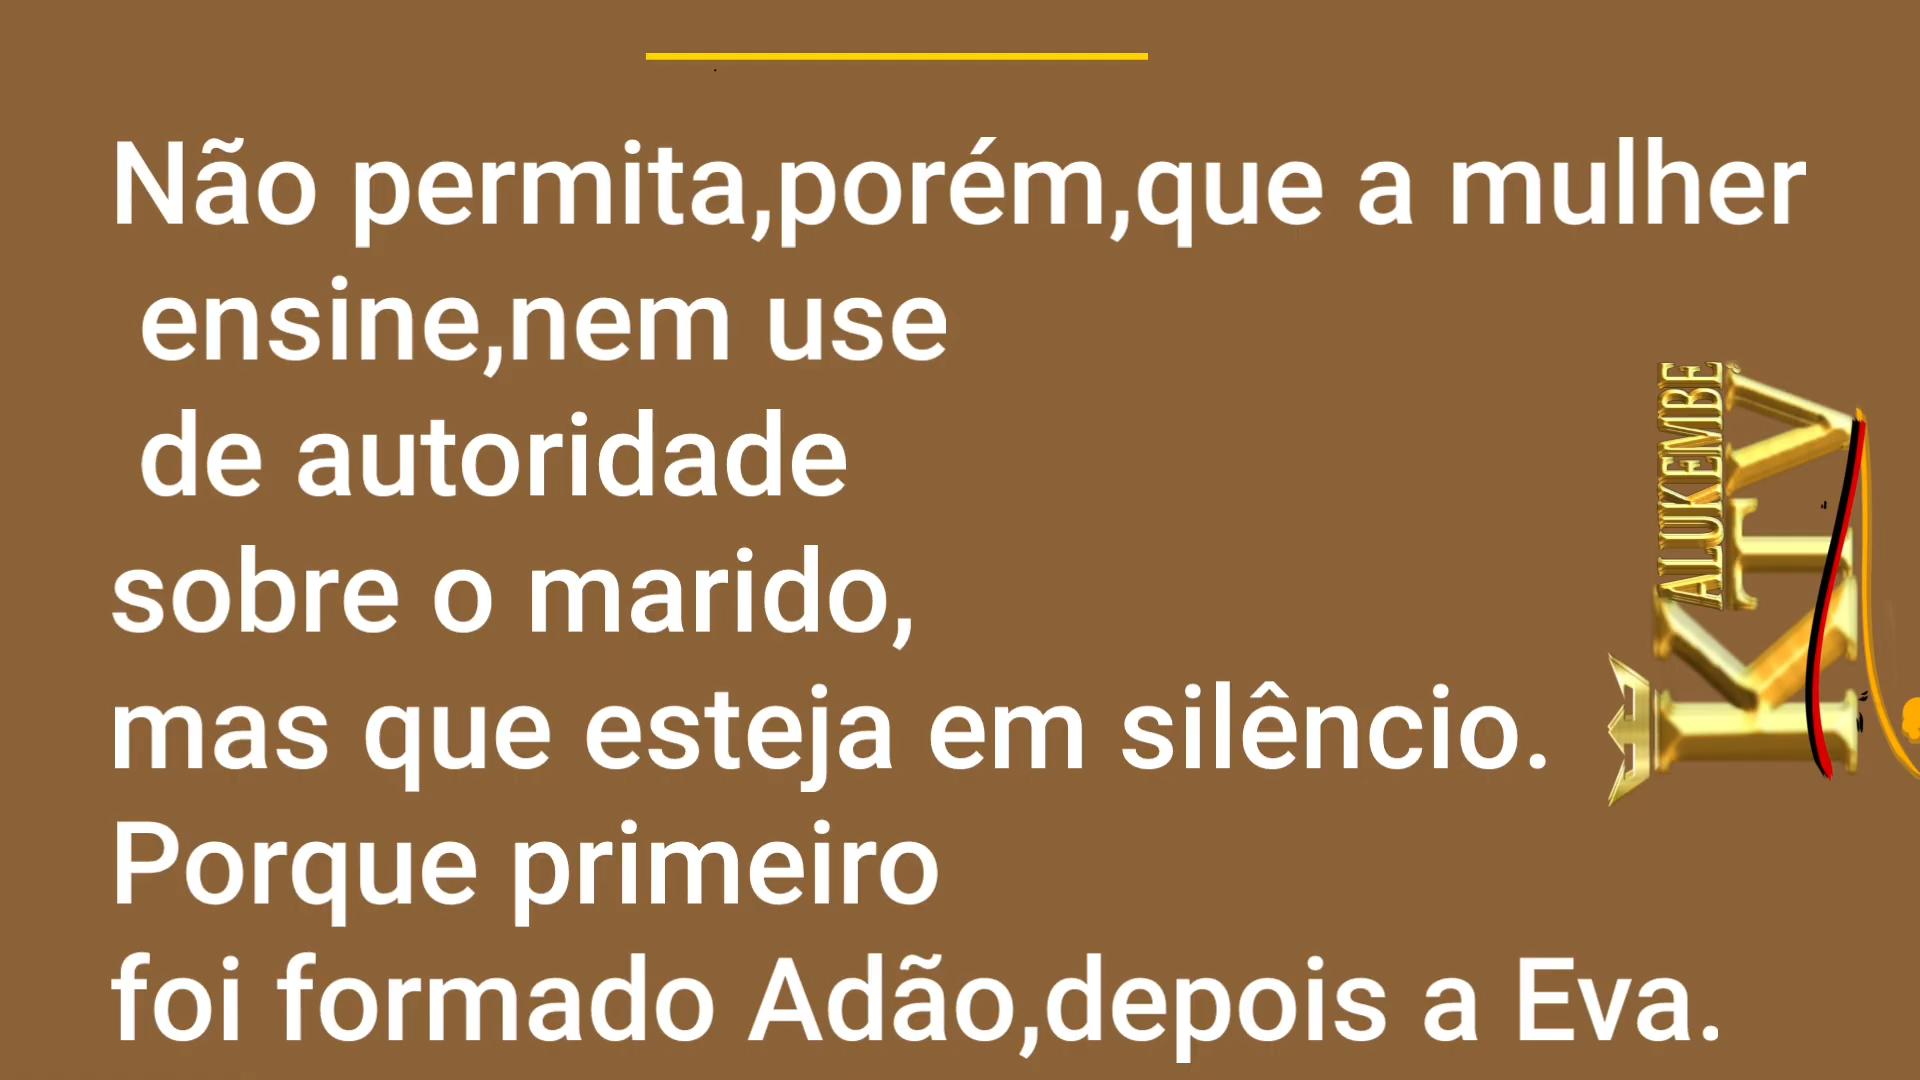 Não permita,porém,que a mulher
ensine,nem use
de autoridade
sobre o marido,
mas que esteja em silêncio.
Porque primeiro
foi formado Adão,depois a Eva.
ALUKEMBE
KTV